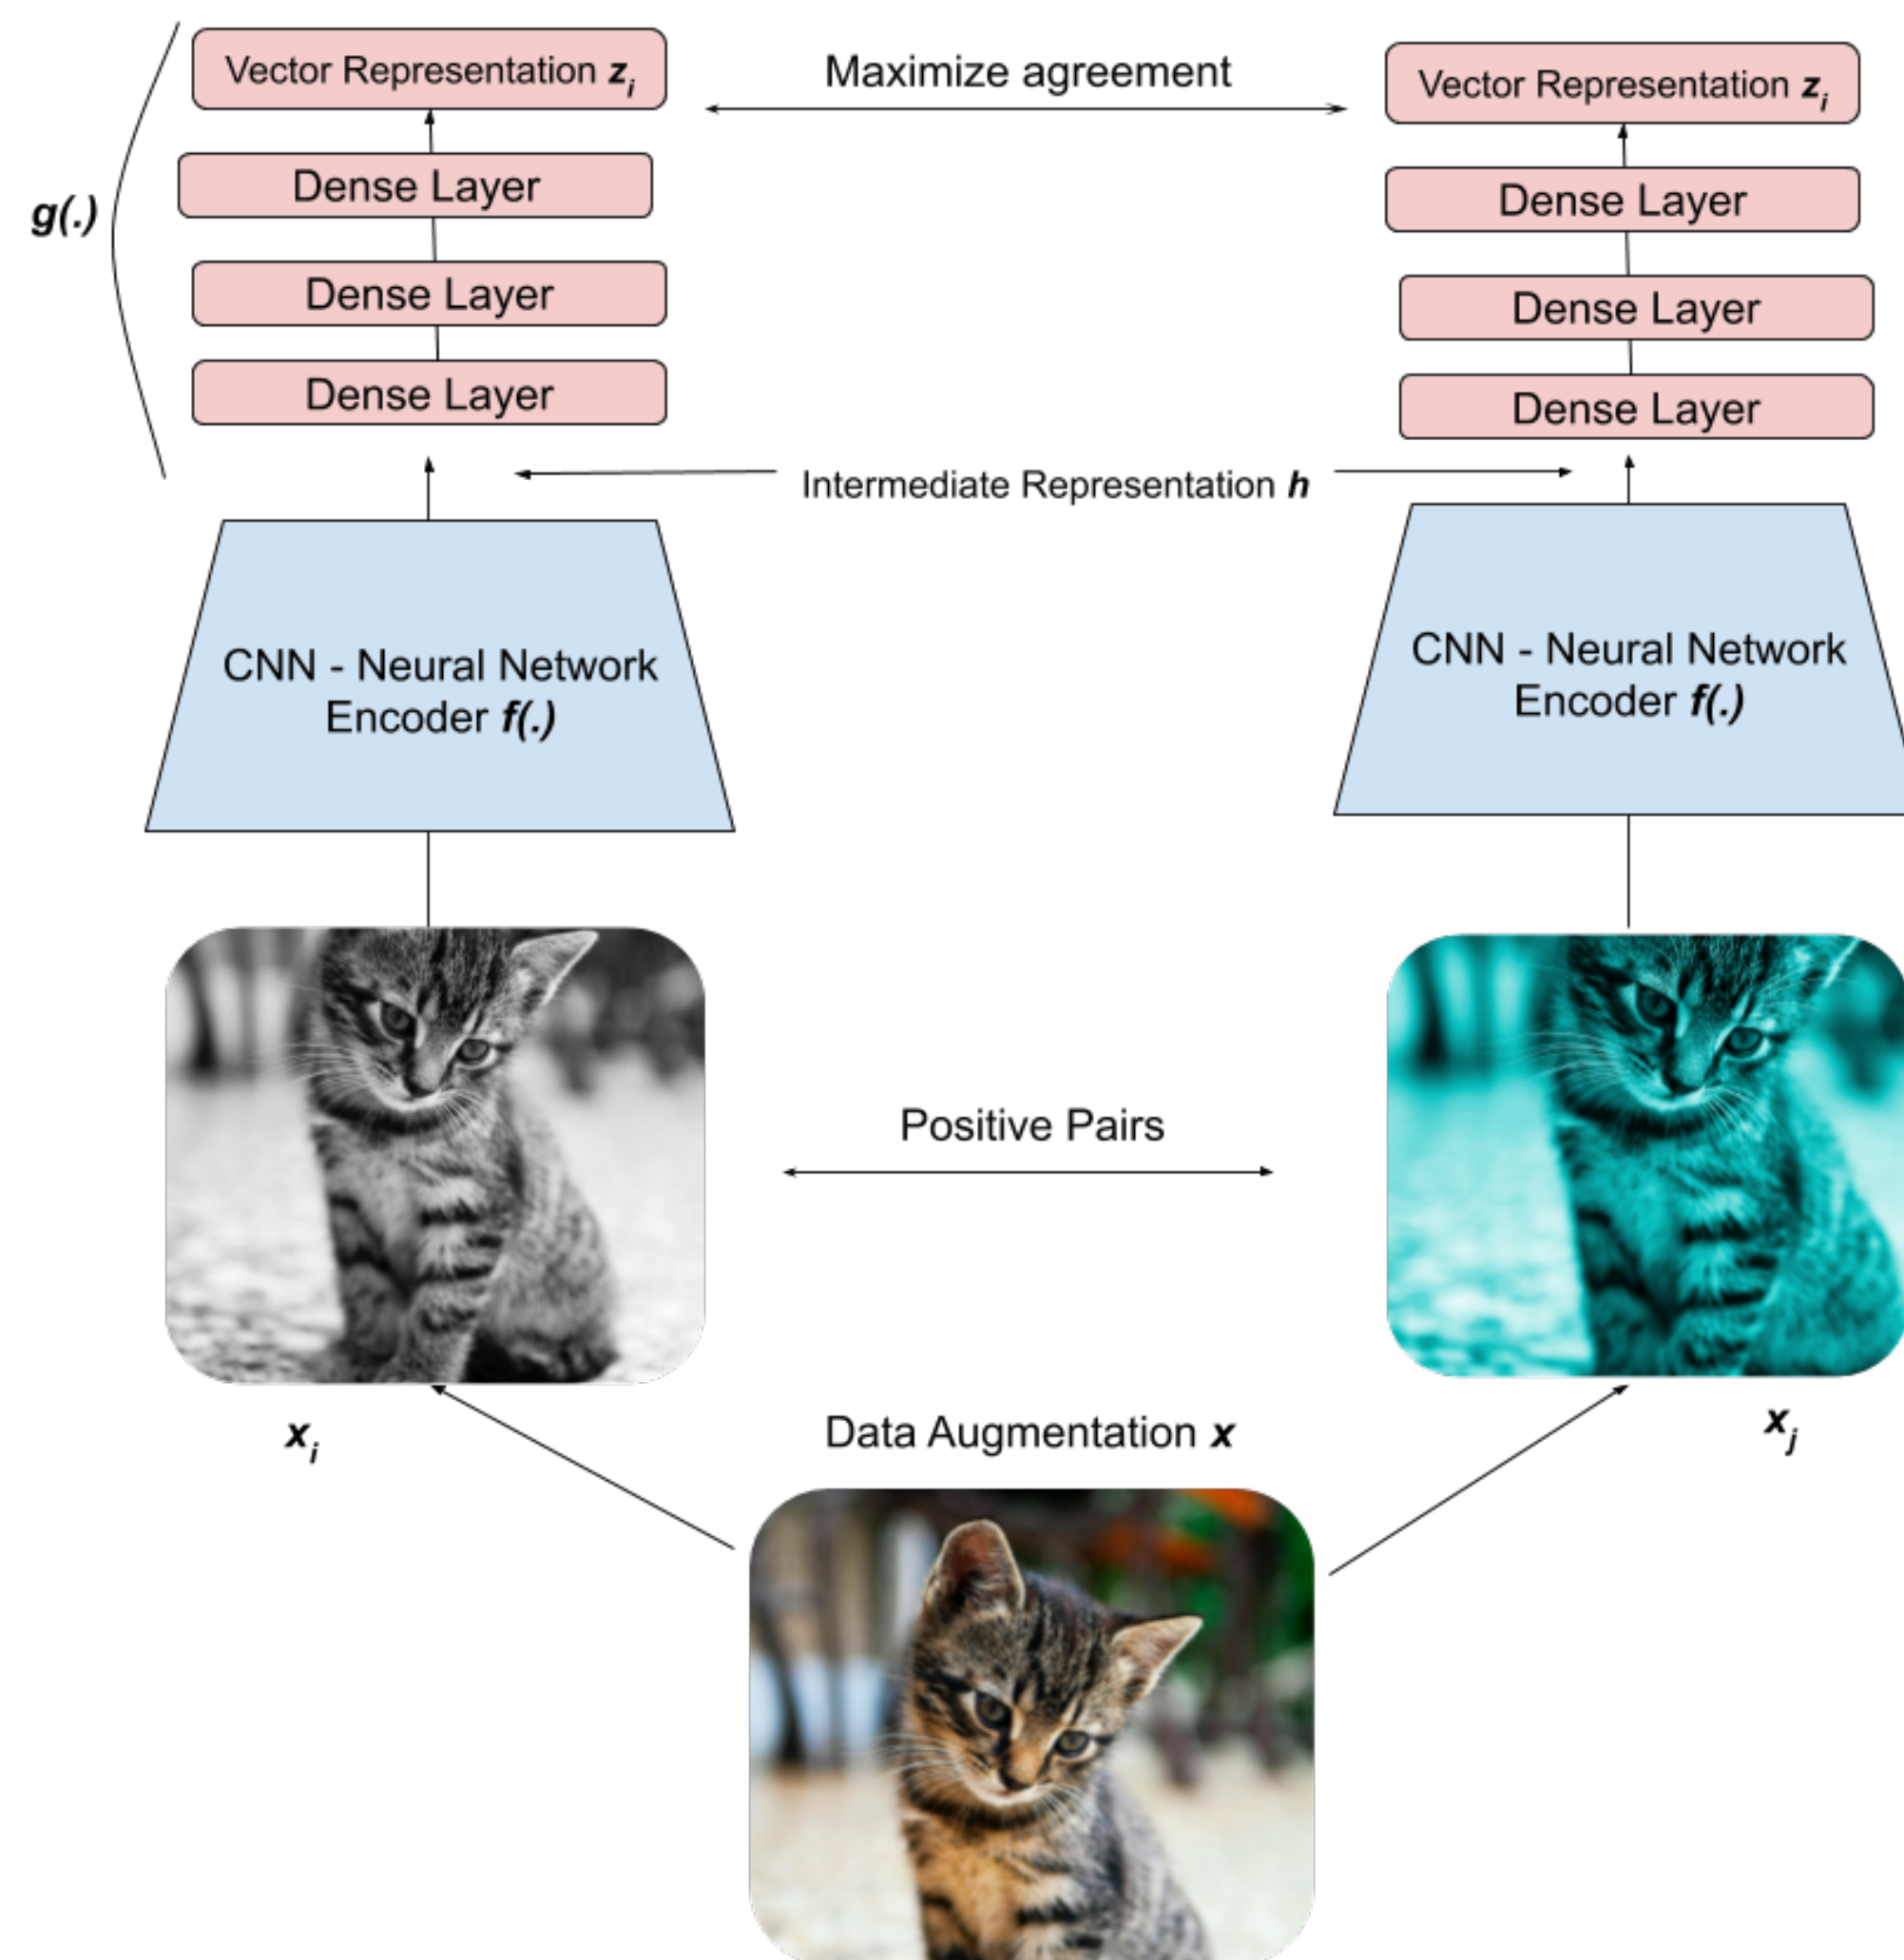 Vector Representation z_i
Maximize agreement
Vector Representation z_i
Dense Layer
Dense Layer
g(.)
Dense Layer
Dense Layer
Dense Layer
Dense Layer
Intermediate Representation h
CNN - Neural Network
Encoder f(.)
CNN - Neural Network
Encoder f(.)
Positive Pairs
x_i
Data Augmentation x
x_j